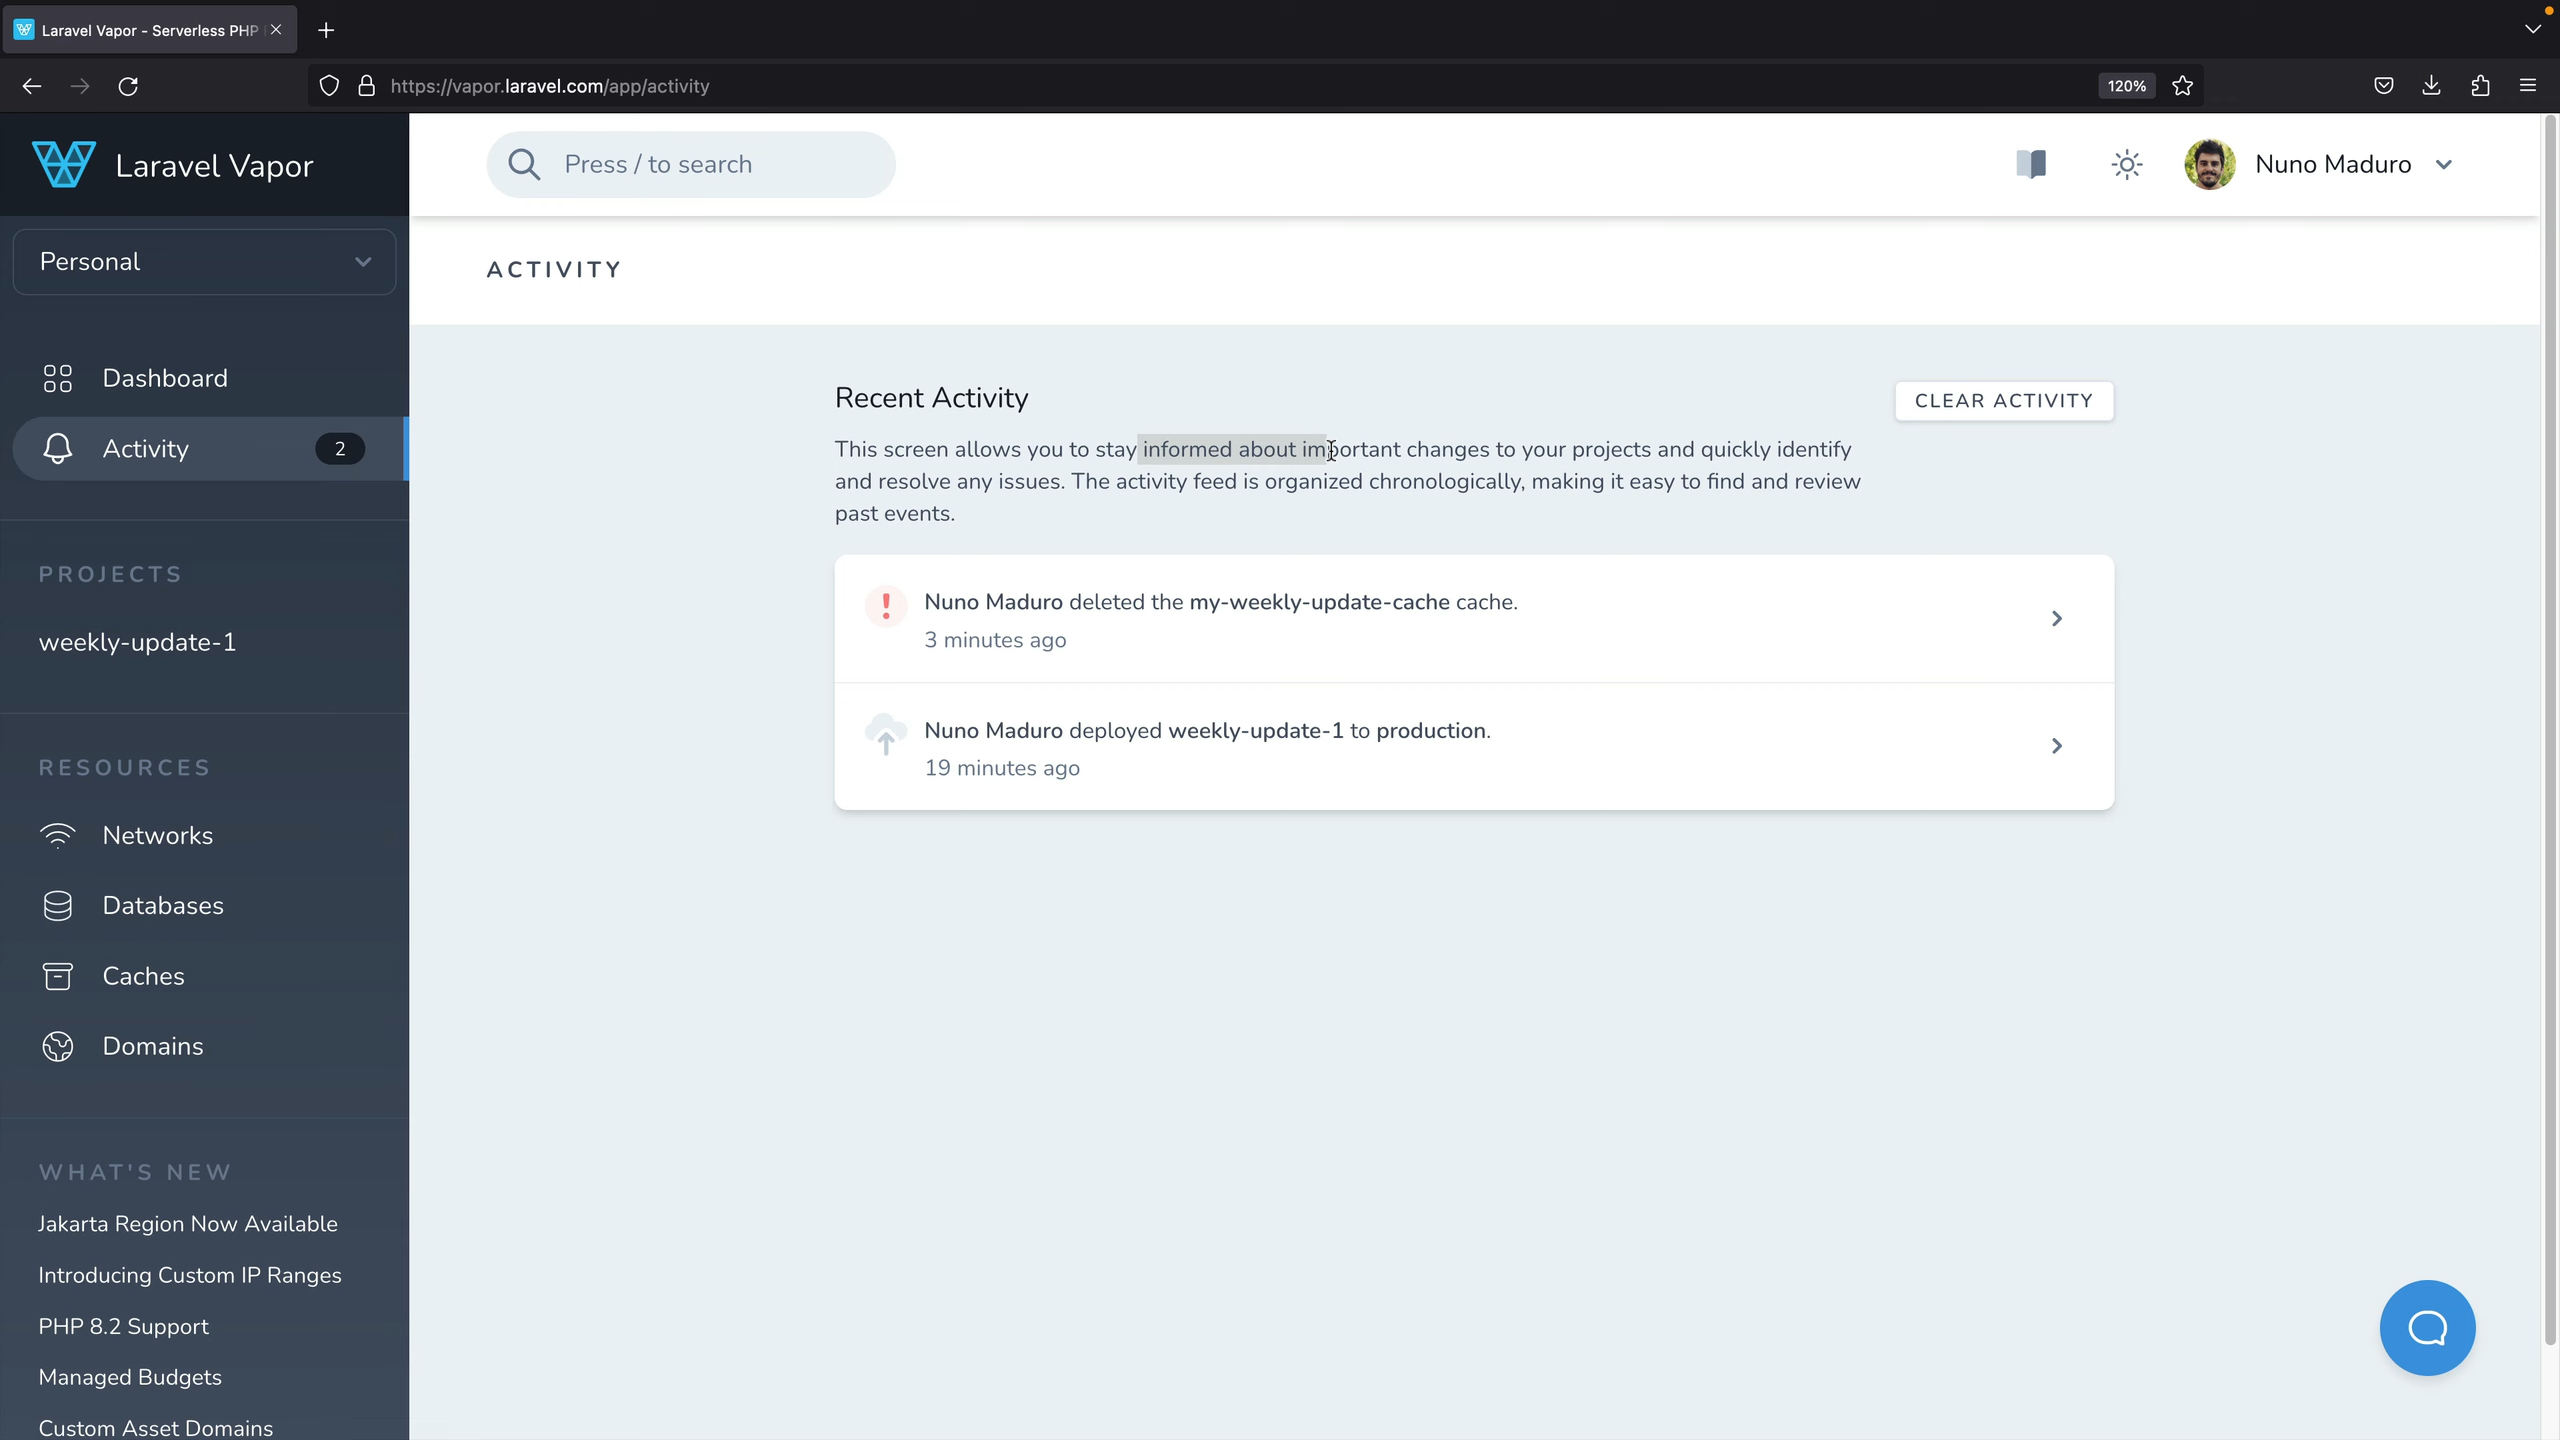 Laravel Vapor - Serverless PHP
https://vapor.laravel.com/app/activity
120%
Laravel Vapor
Press / to search
Nuno Maduro
Personal
ACTIVITY
Dashboard
Activity
2
Recent Activity
CLEAR ACTIVITY
This screen allows you to stay informed about important changes to your projects and quickly identify
and resolve any issues. The activity feed is organized chronologically, making it easy to find and review
past events.
PROJECTS
weekly-update-1
Nuno Maduro deleted the my-weekly-update-cache cache.
3 minutes ago
Nuno Maduro deployed weekly-update-1 to production.
19 minutes ago
RESOURCES
Networks
Databases
Caches
Domains
WHAT'S NEW
Jakarta Region Now Available
Introducing Custom IP Ranges
PHP 8.2 Support
Managed Budgets
Custom Asset Domains